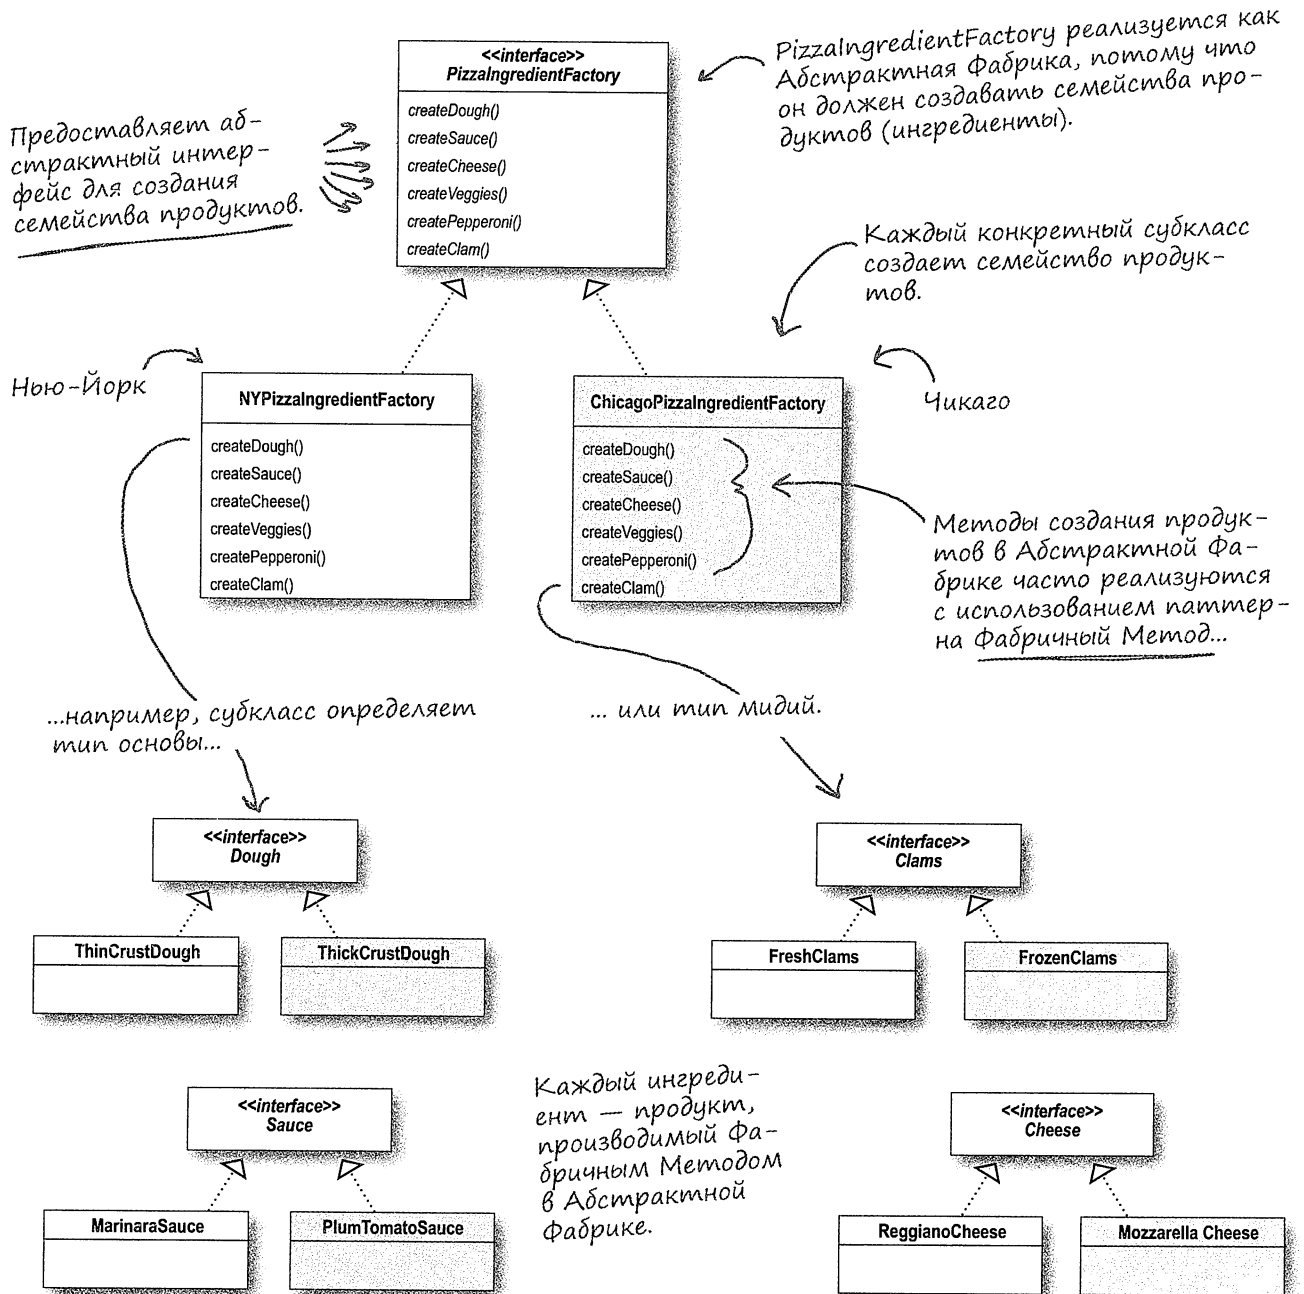 <<interface>>
PizzaIngredientFactory
createDough()
createSauce()
createCheese()
createVeggies()
createPepperoni()
createClam()
PizzaIngredientFactory реализуется как
Абстрактная Фабрика, потому что
он должен создавать семейства про-
дуктов (ингредиенты).
Предоставляет аб-
страктный интер-
фейс для создания
семейства продуктов.
Каждый конкретный субкласс
создает семейство продук-
тов.
Нью-Йорк
NYPizzaIngredientFactory
createDough()
createSauce()
createCheese()
createVeggies()
createPepperoni()
createClam()
ChicagoPizzaIngredientFactory
createDough()
createSauce()
createCheese()
createVeggies()
createPepperoni()
createClam()
Чикаго
Методы создания продук-
тов в Абстрактной Фа-
брике часто реализуются
с использованием паттер-
на Фабричный Метод...
...например, субкласс определяет
тип основы...
... или тип мидий.
<<interface>>
Dough
ThinCrustDough
ThickCrustDough
<<interface>>
Clams
FreshClams
FrozenClams
<<interface>>
Sauce
MarinaraSauce
PlumTomatoSauce
Каждый ингреди-
ент — продукт,
производимый Фа-
бричным Методом
в Абстрактной
Фабрике.
<<interface>>
Cheese
ReggianoCheese
Mozzarella Cheese